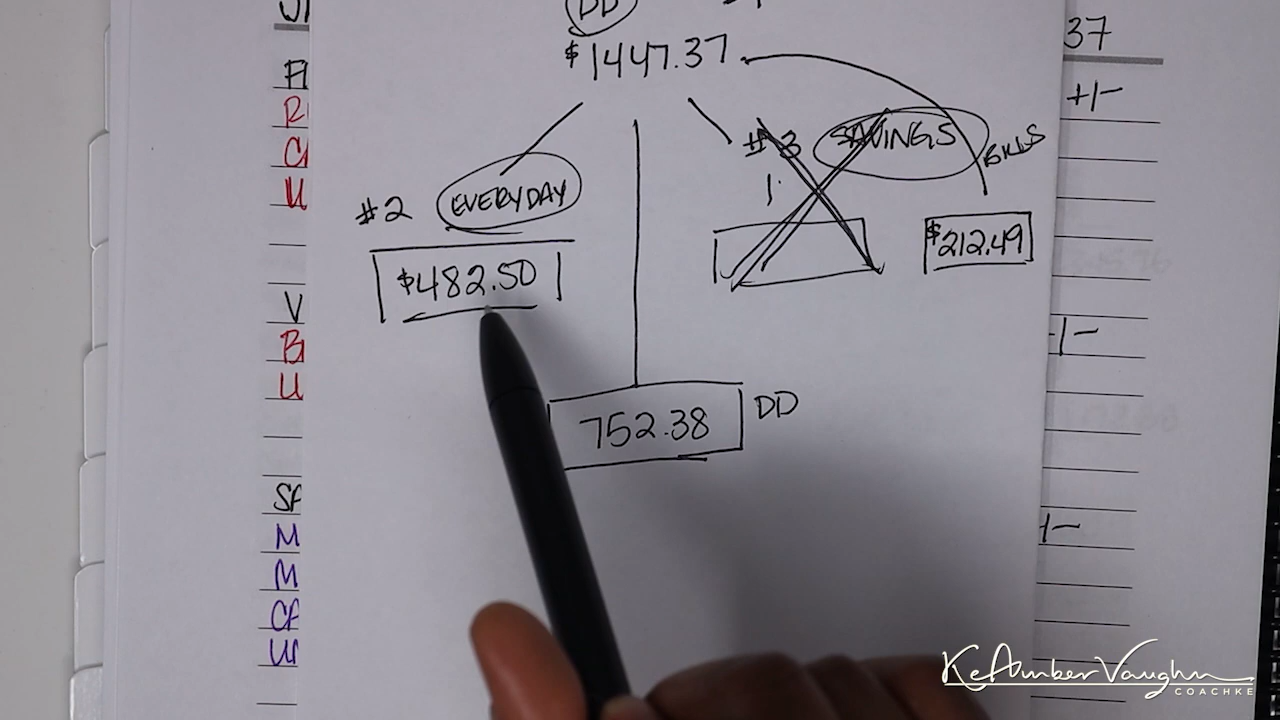 DD
$1447.37
37
+/-
#3 SAVINGS
BILLS
1.
#2 EVERYDAY
$212.49
$482.50
752.38 DD
V
M
M
KeAmber Vaughn
COACHKE